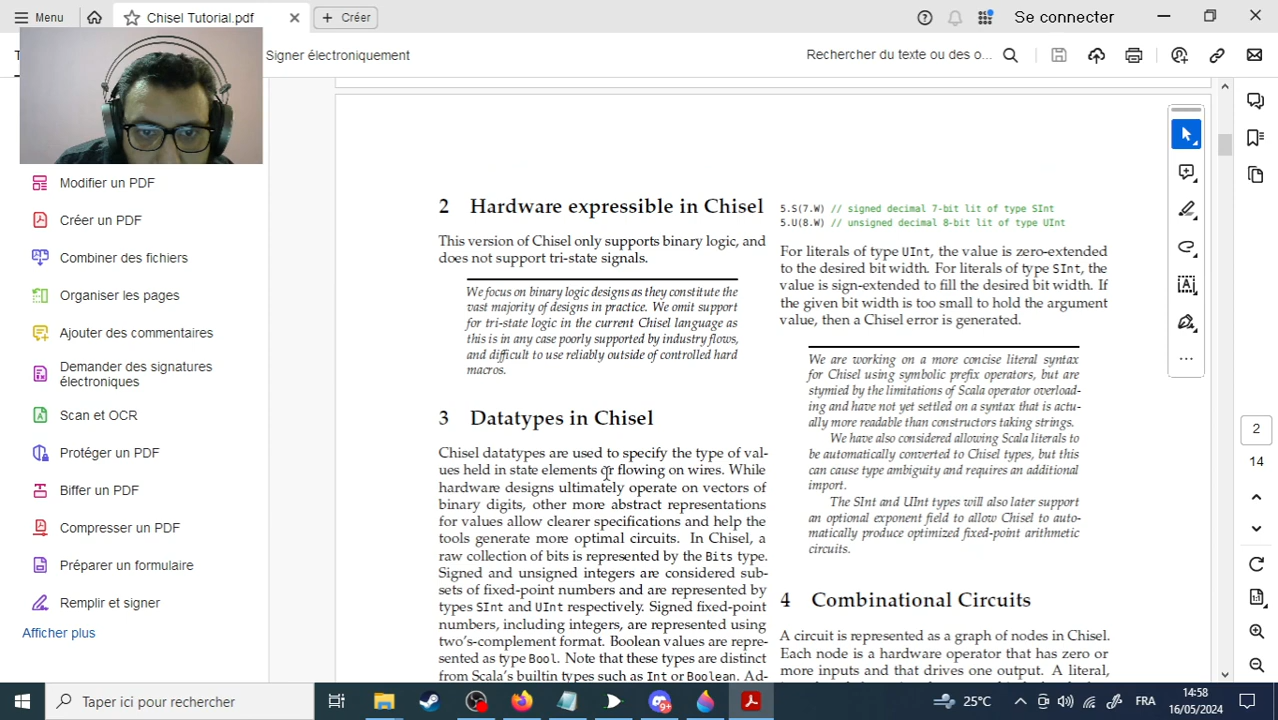 Menu
Chisel Tutorial.pdf
Créer
Se connecter
Signer électroniquement
Rechercher du texte ou des o...
Modifier un PDF
Créer un PDF
Combiner des fichiers
Organiser les pages
Ajouter des commentaires
Demander des signatures
électroniques
Scan et OCR
Protéger un PDF
Biffer un PDF
Compresser un PDF
Préparer un formulaire
Remplir et signer
Afficher plus
2 Hardware expressible in Chisel
This version of Chisel only supports binary logic, and
does not support tri-state signals.
We focus on binary logic designs as they constitute the
vast majority of designs in practice. We omit support
for tri-state logic in the current Chisel language as
this is in any case poorly supported by industry flows,
and difficult to use reliably outside of controlled hard
macros.
3 Datatypes in Chisel
Chisel datatypes are used to specify the type of val-
ues held in state elements or flowing on wires. While
hardware designs ultimately operate on vectors of
binary digits, other more abstract representations
for values allow clearer specifications and help the
tools generate more optimal circuits. In Chisel, a
raw collection of bits is represented by the Bits type.
Signed and unsigned integers are considered sub-
sets of fixed-point numbers and are represented by
types SInt and UInt respectively. Signed fixed-point
numbers, including integers, are represented using
two's-complement format. Boolean values are repre-
sented as type Bool. Note that these types are distinct
from Scala's builtin types such as Int or Boolean. Ad-
5.S(7.W) // signed decimal 7-bit lit of type SInt
5.U(8.W) // unsigned decimal 8-bit lit of type UInt
For literals of type UInt, the value is zero-extended
to the desired bit width. For literals of type SInt, the
value is sign-extended to fill the desired bit width. If
the given bit width is too small to hold the argument
value, then a Chisel error is generated.
We are working on a more concise literal syntax
for Chisel using symbolic prefix operators, but are
stymied by the limitations of Scala operator overload-
ing and have not yet settled on a syntax that is actu-
ally more readable than constructors taking strings.
We have also considered allowing Scala literals to
be automatically converted to Chisel types, but this
can cause type ambiguity and requires an additional
import.
The SInt and UInt types will also later support
an optional exponent field to allow Chisel to auto-
matically produce optimized fixed-point arithmetic
circuits.
4 Combinational Circuits
A circuit is represented as a graph of nodes in Chisel.
Each node is a hardware operator that has zero or
more inputs and that drives one output. A literal,
2
14
Taper ici pour rechercher
9+
25°C
FRA
14:58
16/05/2024